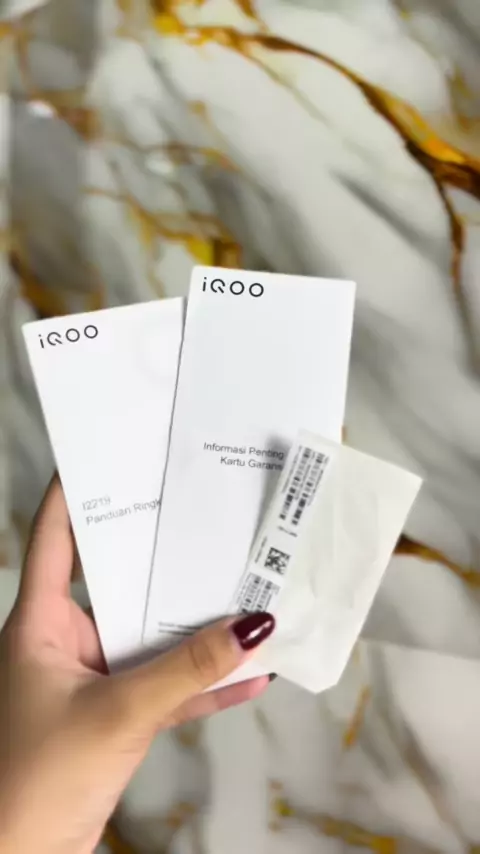 iQOO
I2219
Panduan Ringk
iQOO
Informasi Penting
Kartu Garans